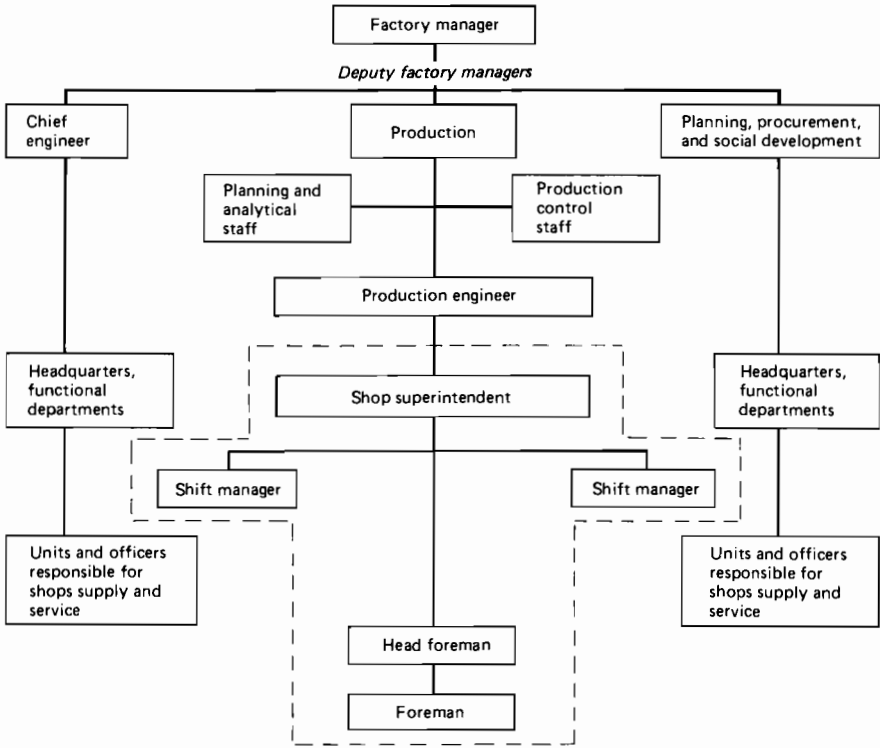 Factory manager
Deputy factory managers
Chief
engineer
Production
Planning, procurement,
and social development
Planning and
analytical
staff
Production
control
staff
Production engineer
Headquarters,
functional
departments
Shop superintendent
Headquarters,
functional
departments
Shift manager
Shift manager
Units and officers
responsible for
shops supply and
service
Units and officers
responsible for
shops supply and
service
Head foreman
Foreman